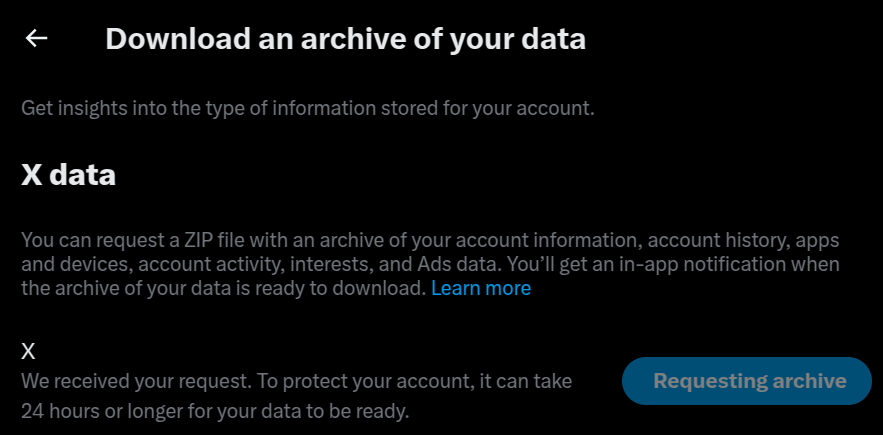 Download an archive of your data
Get insights into the type of information stored for your account.
X data
You can request a ZIP file with an archive of your account information, account history, apps
and devices, account activity, interests, and Ads data. You’ll get an in-app notification when
the archive of your data is ready to download. Learn more
X
We received your request. To protect your account, it can take
24 hours or longer for your data to be ready.
Requesting archive